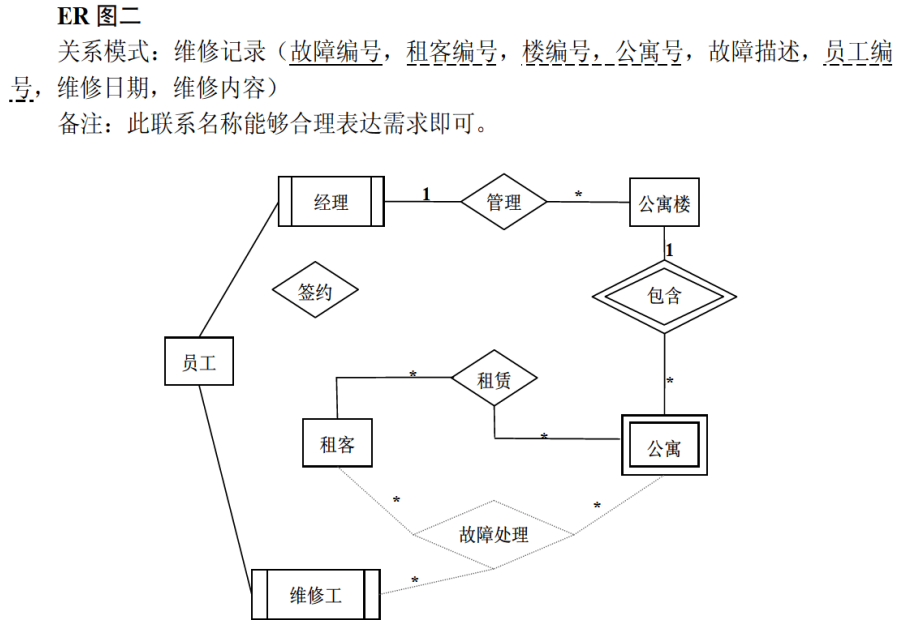 ER 图二
关系模式：维修记录（故障编号，租客编号，楼编号，公寓号，故障描述，员工编
号，维修日期，维修内容）
备注：此联系名称能够合理表达需求即可。
经理 1 管理 * 公寓楼
1
签约 包含
员工
* 租赁 *
*
租客 公寓
* *
故障处理
*
维修工